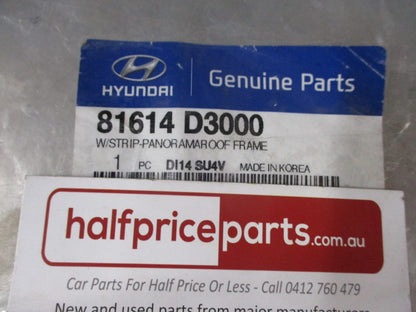 HYUNDAI
Genuine Parts
81614 D3000
W/STRIP-PANORAMAROOF FRAME
1 PC DI14 SU4V MADE IN KOREA
halfpriceparts.com.au
Car Parts For Half Price Or Less - Call 0412 760 479
New and used parts from major manufacturers